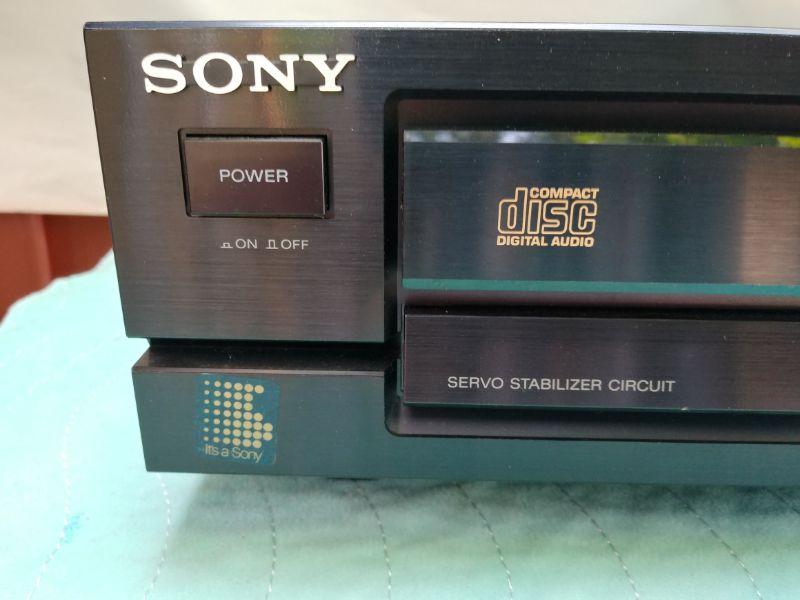 SONY
POWER
ON OFF
COMPACT
disc
DIGITAL AUDIO
SERVO STABILIZER CIRCUIT
It's a Sony